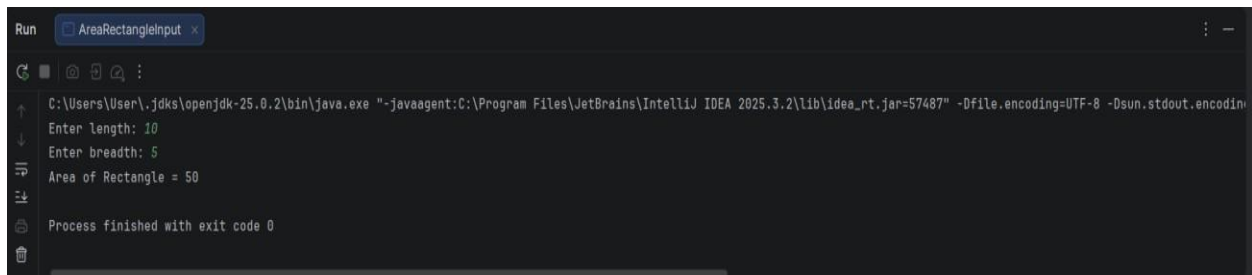 Run AreaRectangleInput
C:\Users\User\.jdks\openjdk-25.0.2\bin\java.exe "-javaagent:C:\Program Files\JetBrains\IntelliJ IDEA 2025.3.2\lib\idea_rt.jar=57487" -Dfile.encoding=UTF-8 -Dsun.stdout.encodin
Enter length: 10
Enter breadth: 5
Area of Rectangle = 50
Process finished with exit code 0